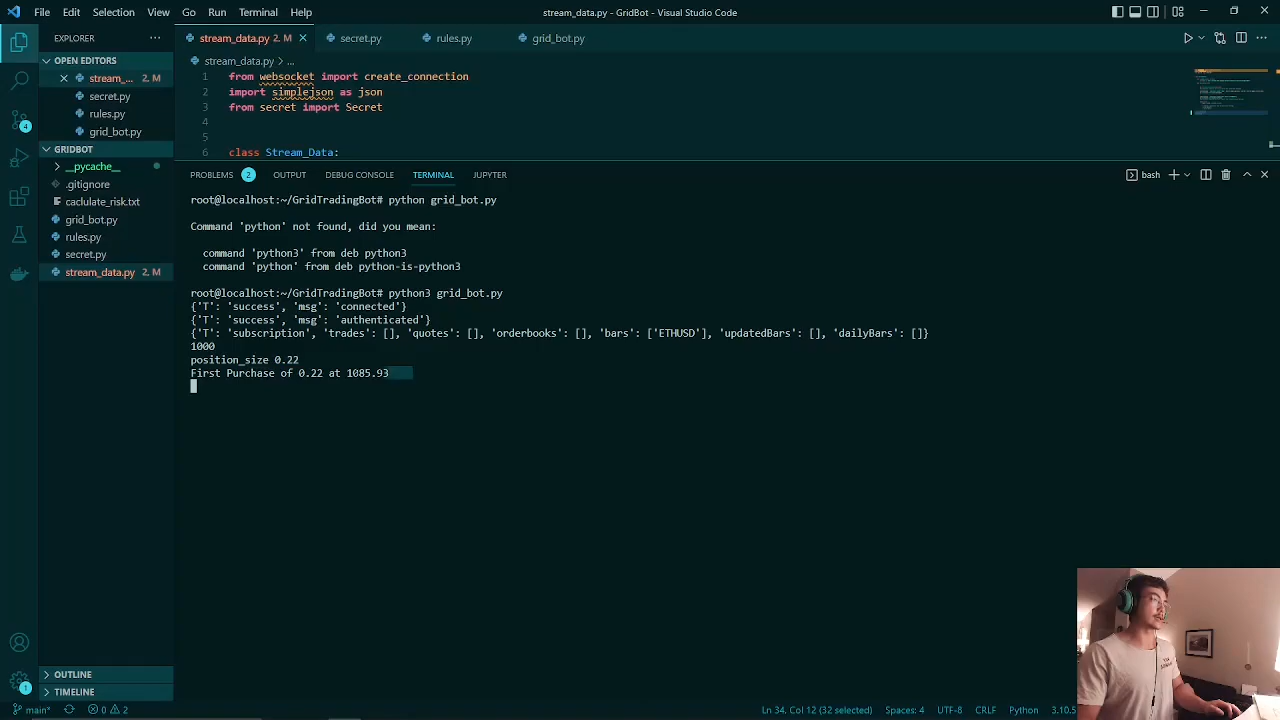 File Edit Selection View Go Run Terminal Help
stream_data.py - GridBot - Visual Studio Code
EXPLORER
stream_data.py 2, M
secret.py
rules.py
grid_bot.py
OPEN EDITORS
stream_... 2, M
secret.py
rules.py
grid_bot.py
GRIDBOT
__pycache__
.gitignore
caclulate_risk.txt
grid_bot.py
rules.py
secret.py
stream_data.py 2, M
OUTLINE
TIMELINE
stream_data.py > ...
1 from websocket import create_connection
2 import simplejson as json
3 from secret import Secret
4
5
6 class Stream_Data:
PROBLEMS 2 OUTPUT DEBUG CONSOLE TERMINAL JUPYTER
bash
root@localhost:~/GridTradingBot# python grid_bot.py
Command 'python' not found, did you mean:
command 'python3' from deb python3
command 'python' from deb python-is-python3
root@localhost:~/GridTradingBot# python3 grid_bot.py
{'T': 'success', 'msg': 'connected'}
{'T': 'success', 'msg': 'authenticated'}
{'T': 'subscription', 'trades': [], 'quotes': [], 'orderbooks': [], 'bars': ['ETHUSD'], 'updatedBars': [], 'dailyBars': []}
1000
position_size 0.22
First Purchase of 0.22 at 1085.93
4
1
main* 0 2
Ln 34, Col 12 (32 selected) Spaces: 4 UTF-8 CRLF Python 3.10.5